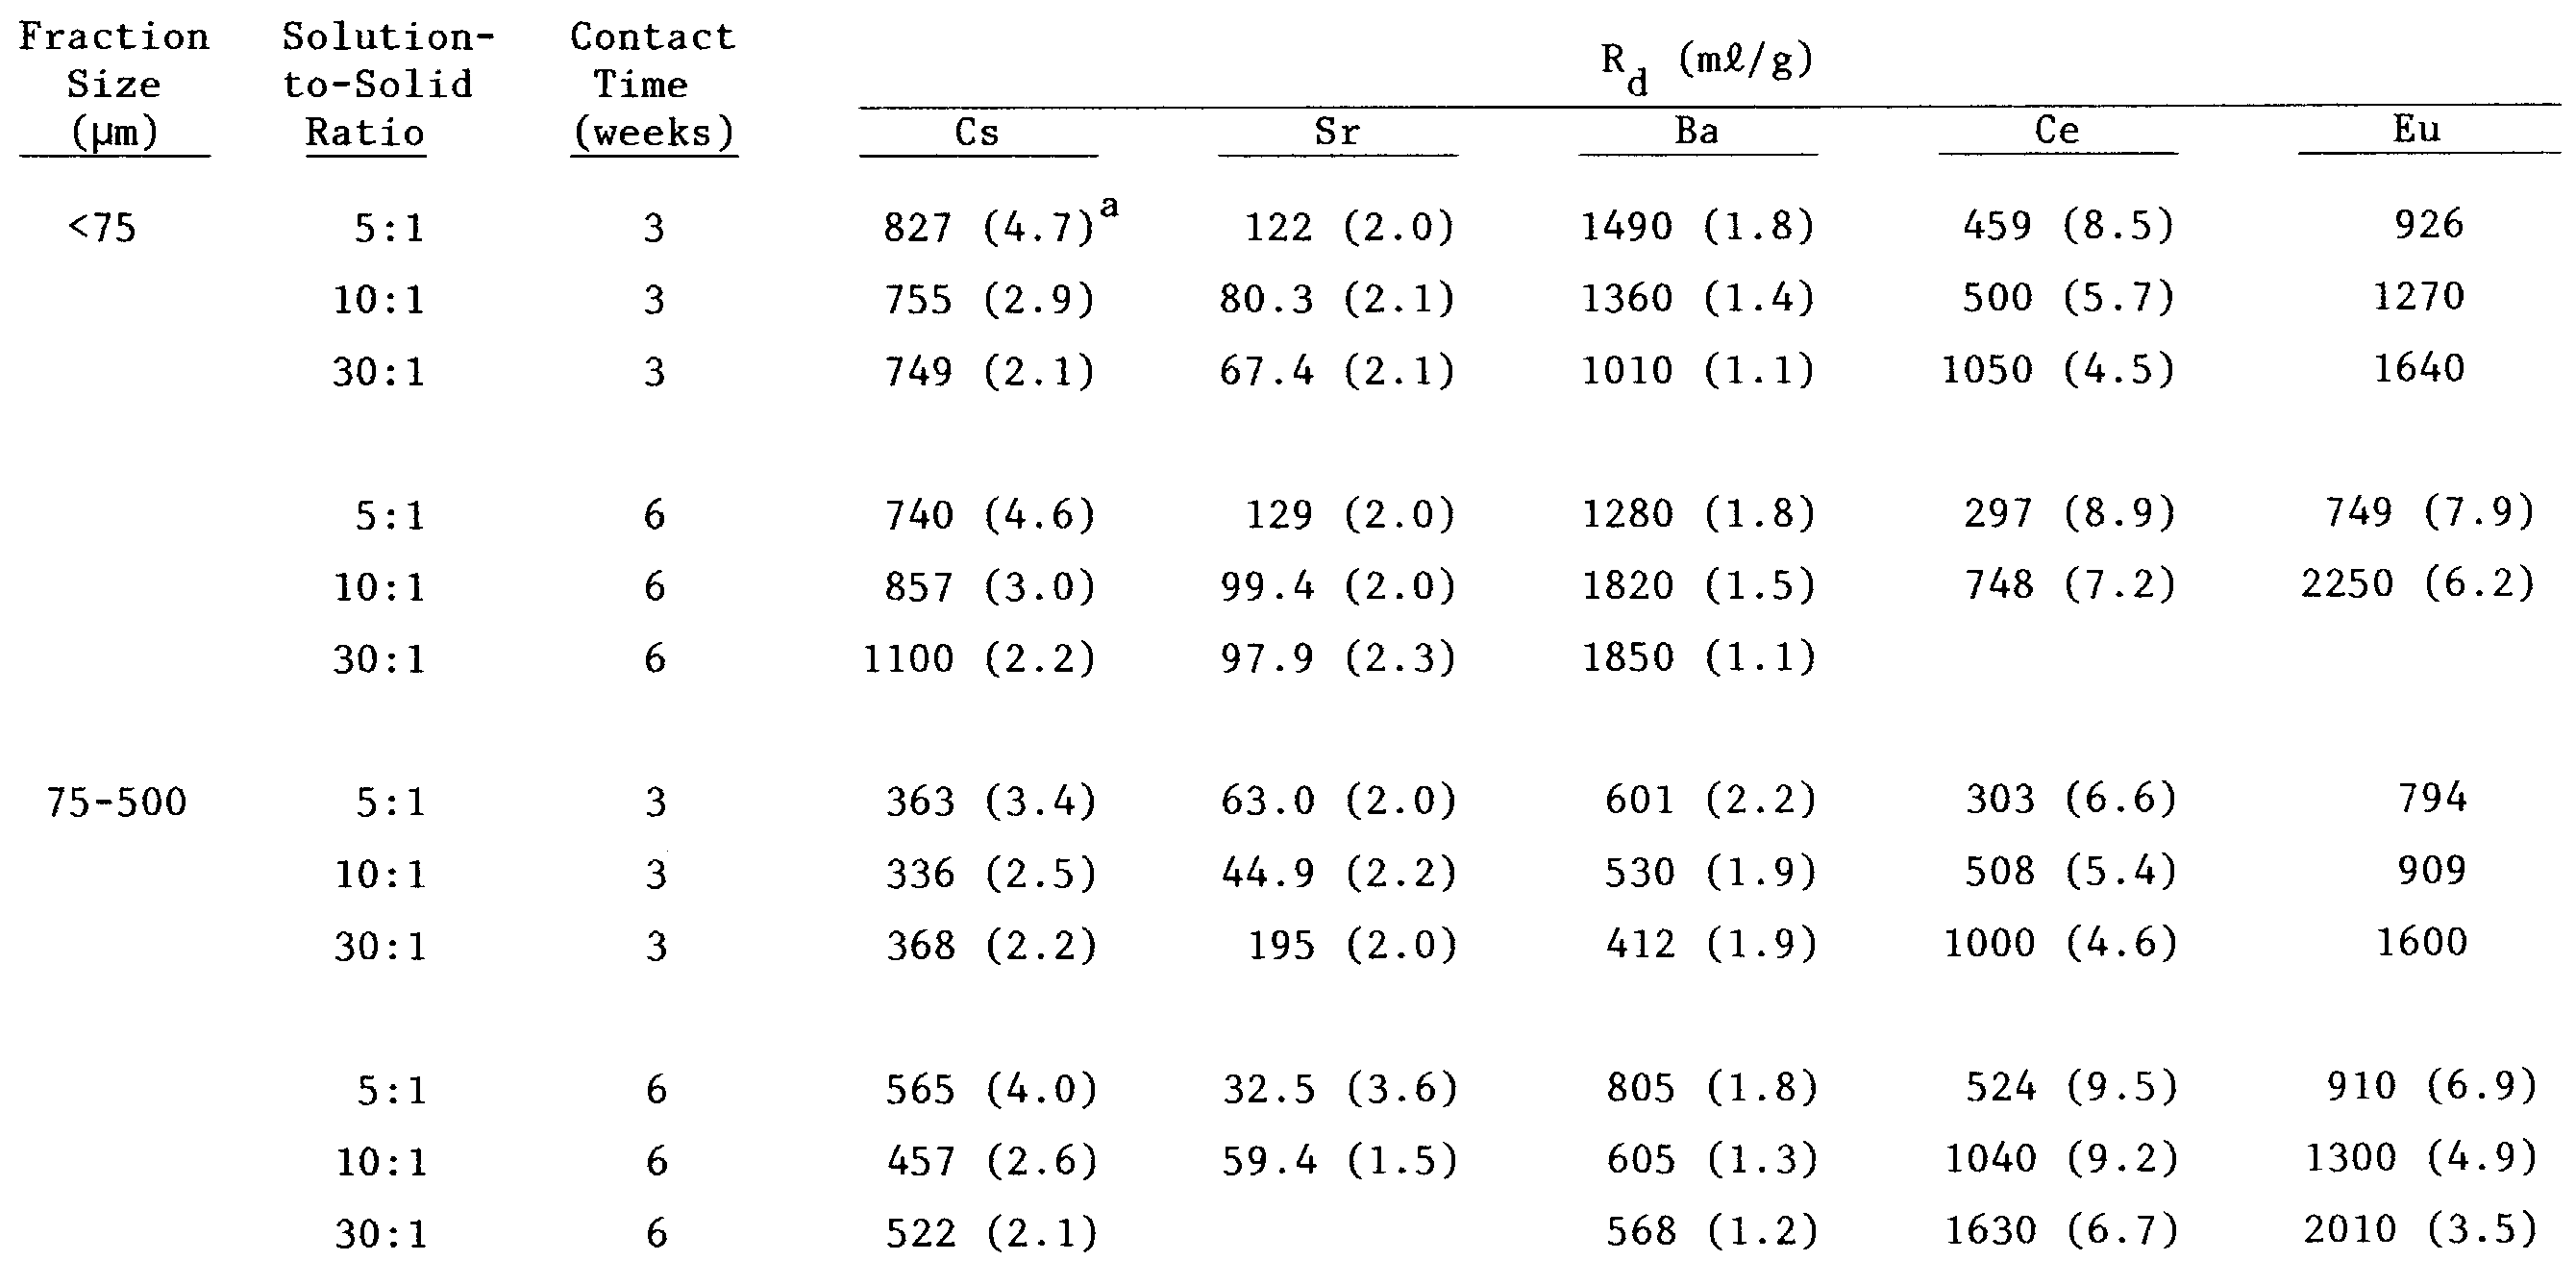 Fraction Solution- Contact
Size to-Solid Time Rd (mℓ/g)
(µm) Ratio (weeks) Cs Sr Ba Ce Eu
<75 5:1 3 827 (4.7)a 122 (2.0) 1490 (1.8) 459 (8.5) 926
10:1 3 755 (2.9) 80.3 (2.1) 1360 (1.4) 500 (5.7) 1270
30:1 3 749 (2.1) 67.4 (2.1) 1010 (1.1) 1050 (4.5) 1640
5:1 6 740 (4.6) 129 (2.0) 1280 (1.8) 297 (8.9) 749 (7.9)
10:1 6 857 (3.0) 99.4 (2.0) 1820 (1.5) 748 (7.2) 2250 (6.2)
30:1 6 1100 (2.2) 97.9 (2.3) 1850 (1.1)
75-500 5:1 3 363 (3.4) 63.0 (2.0) 601 (2.2) 303 (6.6) 794
10:1 3 336 (2.5) 44.9 (2.2) 530 (1.9) 508 (5.4) 909
30:1 3 368 (2.2) 195 (2.0) 412 (1.9) 1000 (4.6) 1600
5:1 6 565 (4.0) 32.5 (3.6) 805 (1.8) 524 (9.5) 910 (6.9)
10:1 6 457 (2.6) 59.4 (1.5) 605 (1.3) 1040 (9.2) 1300 (4.9)
30:1 6 522 (2.1) 568 (1.2) 1630 (6.7) 2010 (3.5)